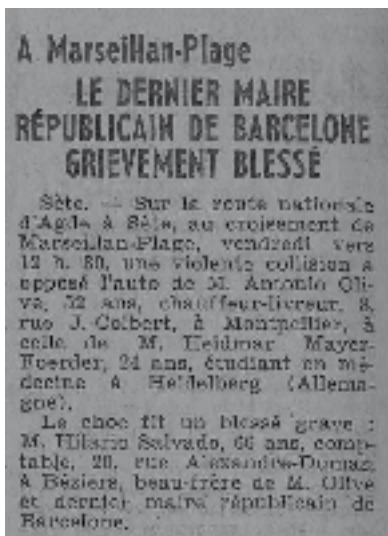 A Marseillan-Plage
LE DERNIER MAIRE
RÉPUBLICAIN DE BARCELONE
GRIEVEMENT BLESSÉ
Sète. — Sur la route nationale
d'Agde à Sète, au croisement de
Marseillan-Plage, vendredi vers
12 h. 30, une violente collision a
opposé l'auto de M. Antonio Oli-
va, 52 ans, chauffeur-livreur, 8,
rue J.-Colbert, à Montpellier, à
celle de M. Heidmar Mayer-
24 ans, étudiant en mé-
decine à Heidelberg (Allema-
gne).
Le choc fit un blessé grave :
M. Hilario Salvado, 66 ans, comp-
table, 20, rue Alexandre-Dumas,
à Béziers, beau-frère de M. Olive
et dernier maire républicain de
Barcelone.